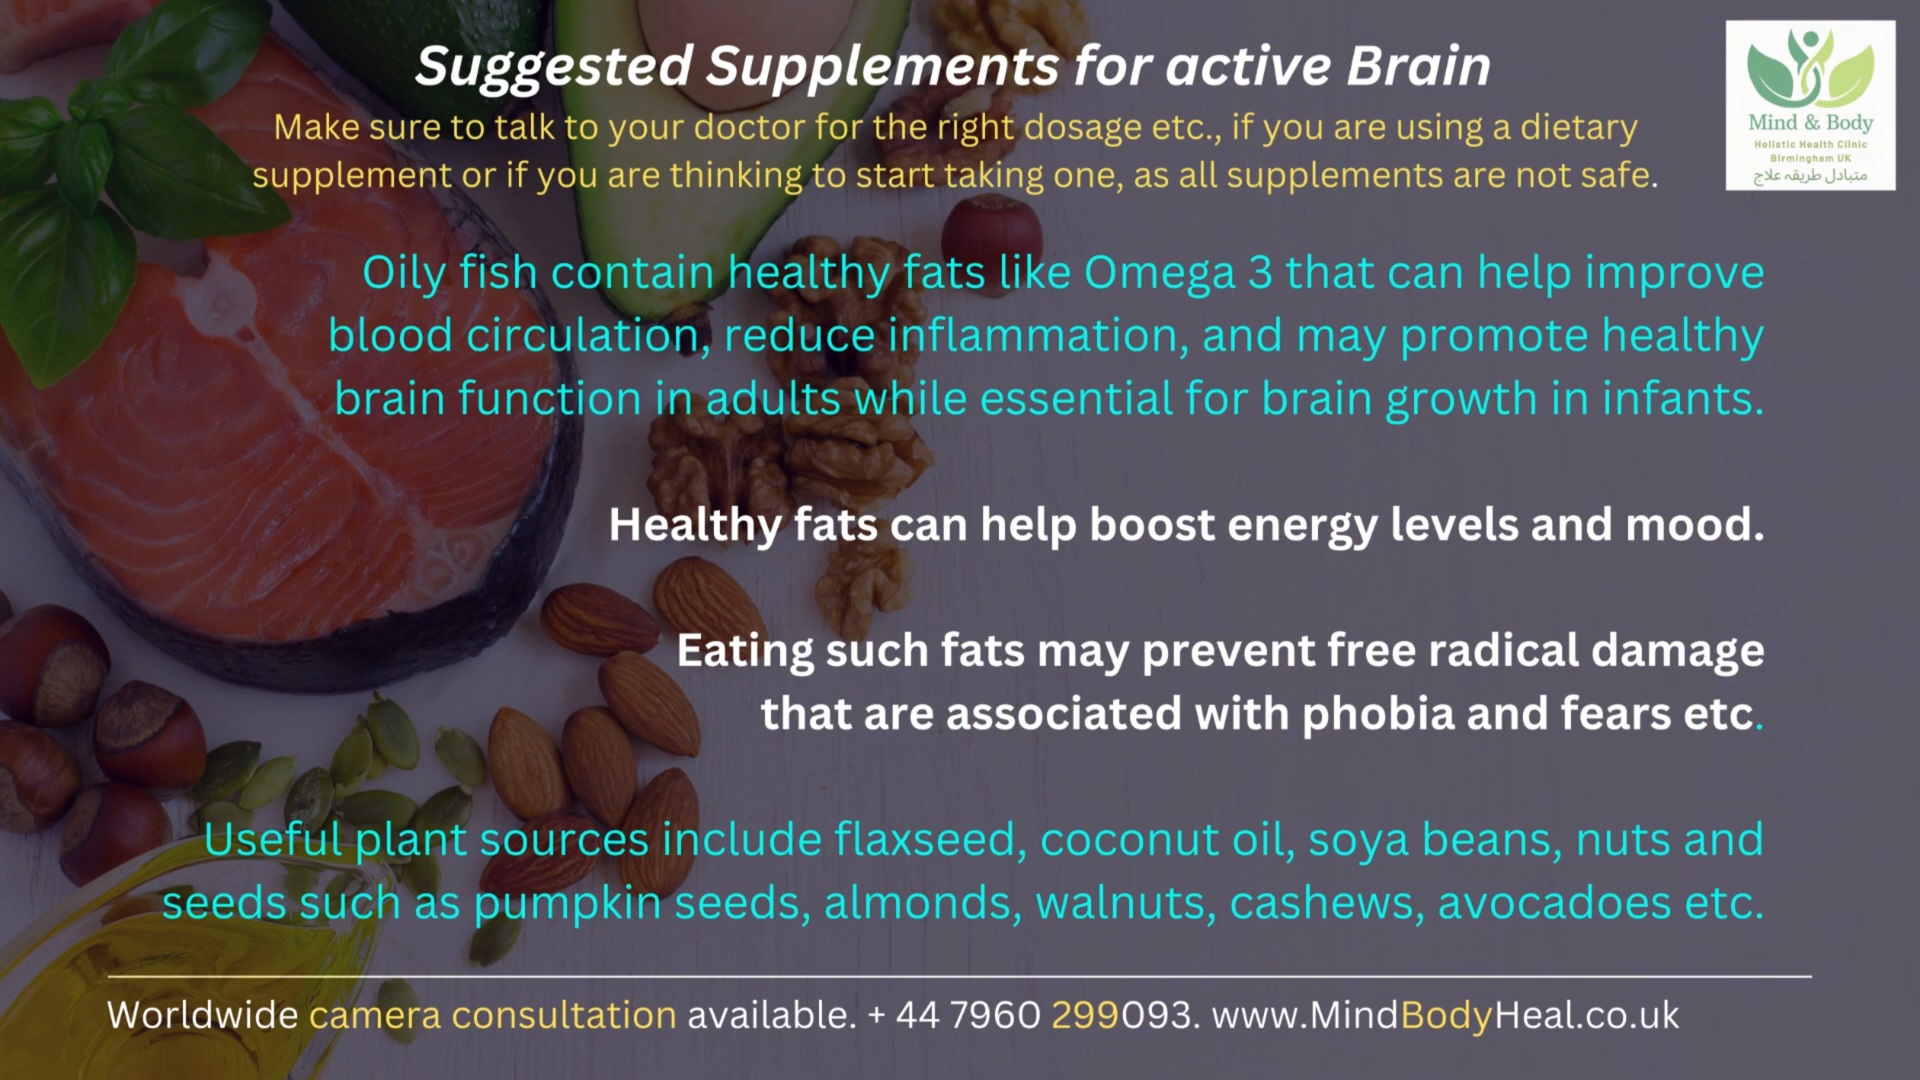 Suggested Supplements for active Brain
Make sure to talk to your doctor for the right dosage etc., if you are using a dietary
supplement or if you are thinking to start taking one, as all supplements are not safe.
Mind & Body
Holistic Health Clinic
Birmingham UK
متبادل طریقہ علاج
Oily fish contain healthy fats like Omega 3 that can help improve
blood circulation, reduce inflammation, and may promote healthy
brain function in adults while essential for brain growth in infants.
Healthy fats can help boost energy levels and mood.
Eating such fats may prevent free radical damage
that are associated with phobia and fears etc.
Useful plant sources include flaxseed, coconut oil, soya beans, nuts and
seeds such as pumpkin seeds, almonds, walnuts, cashews, avocadoes etc.
Worldwide camera consultation available. + 44 7960 299093. www.MindBodyHeal.co.uk